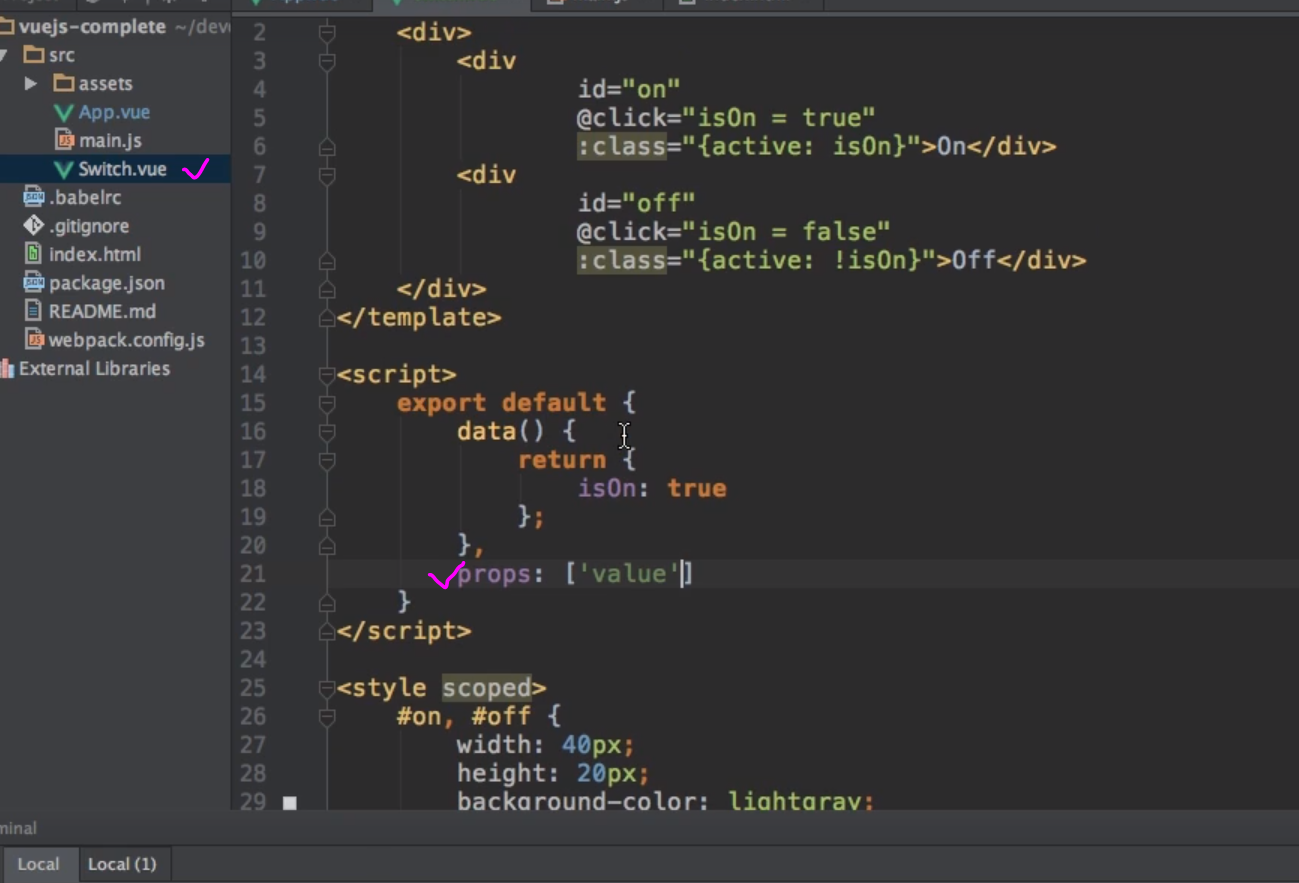 vuejs-complete ~/dev
src
assets
App.vue
main.js
Switch.vue
.babelrc
.gitignore
index.html
package.json
README.md
webpack.config.js
External Libraries
2 <div>
3 <div
4 id="on"
5 @click="isOn = true"
6 :class="{active: isOn}">On</div>
7 <div
8 id="off"
9 @click="isOn = false"
10 :class="{active: !isOn}">Off</div>
11 </div>
12 </template>
13
14 <script>
15 export default {
16 data() {
17 return {
18 isOn: true
19 };
20 },
21 props: ['value']
22 }
23 </script>
24
25 <style scoped>
26 #on, #off {
27 width: 40px;
28 height: 20px;
29 background-color: lightgray;
minal
Local Local (1)